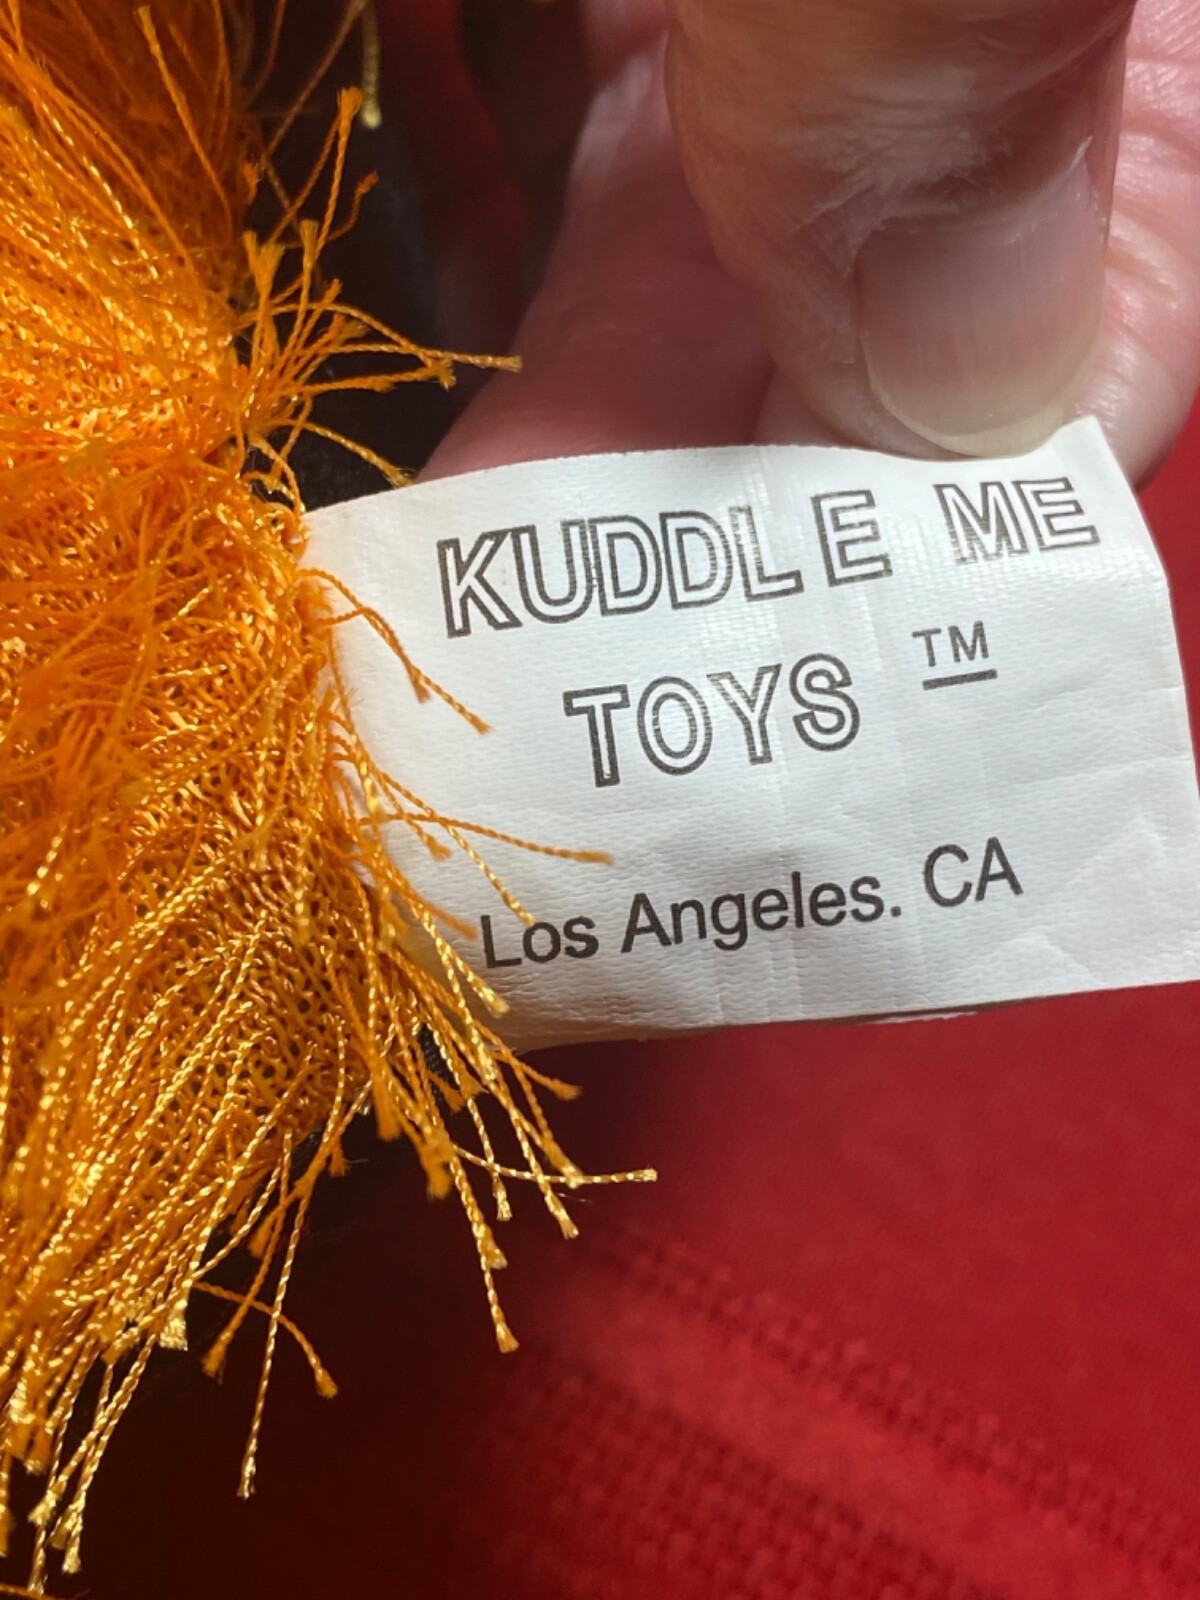 KUDDLE ME
TOYS ™
Los Angeles. CA